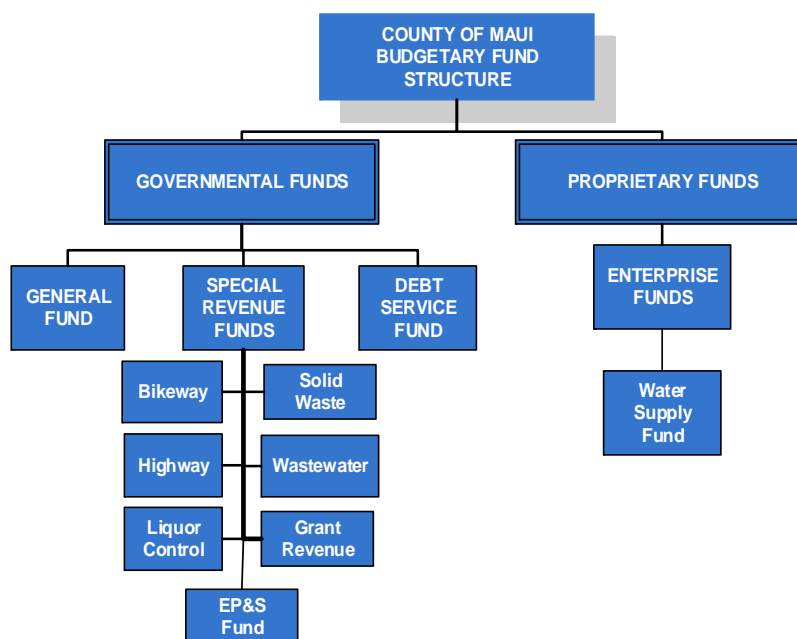 COUNTY OF MAUI
BUDGETARY FUND
STRUCTURE
GOVERNMENTAL FUNDS
PROPRIETARY FUNDS
GENERAL
FUND
SPECIAL
REVENUE
FUNDS
DEBT
SERVICE
FUND
ENTERPRISE
FUNDS
Bikeway
Solid
Waste
Water
Supply
Fund
Highway
Wastewater
Liquor
Control
Grant
Revenue
EP&S
Fund